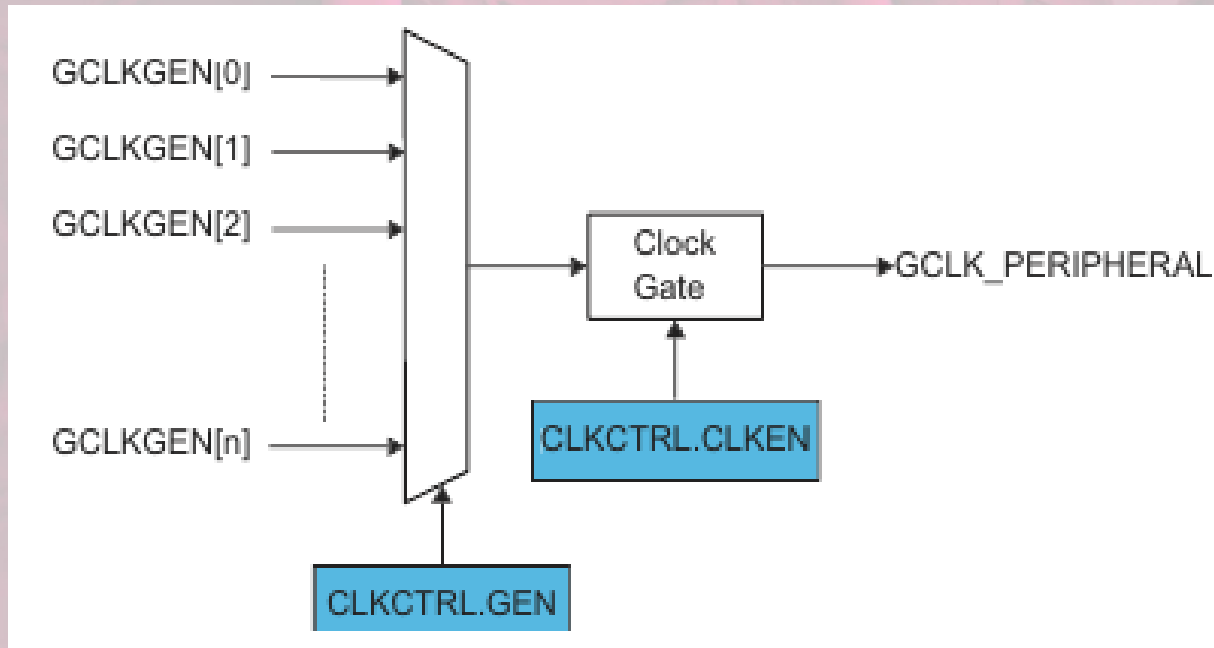 GCLKGEN[0]
GCLKGEN[1]
GCLKGEN[2]
Clock
Gate
GCLK_PERIPHERAL
GCLKGEN[n]
CLKCTRL.CLKEN
CLKCTRL.GEN